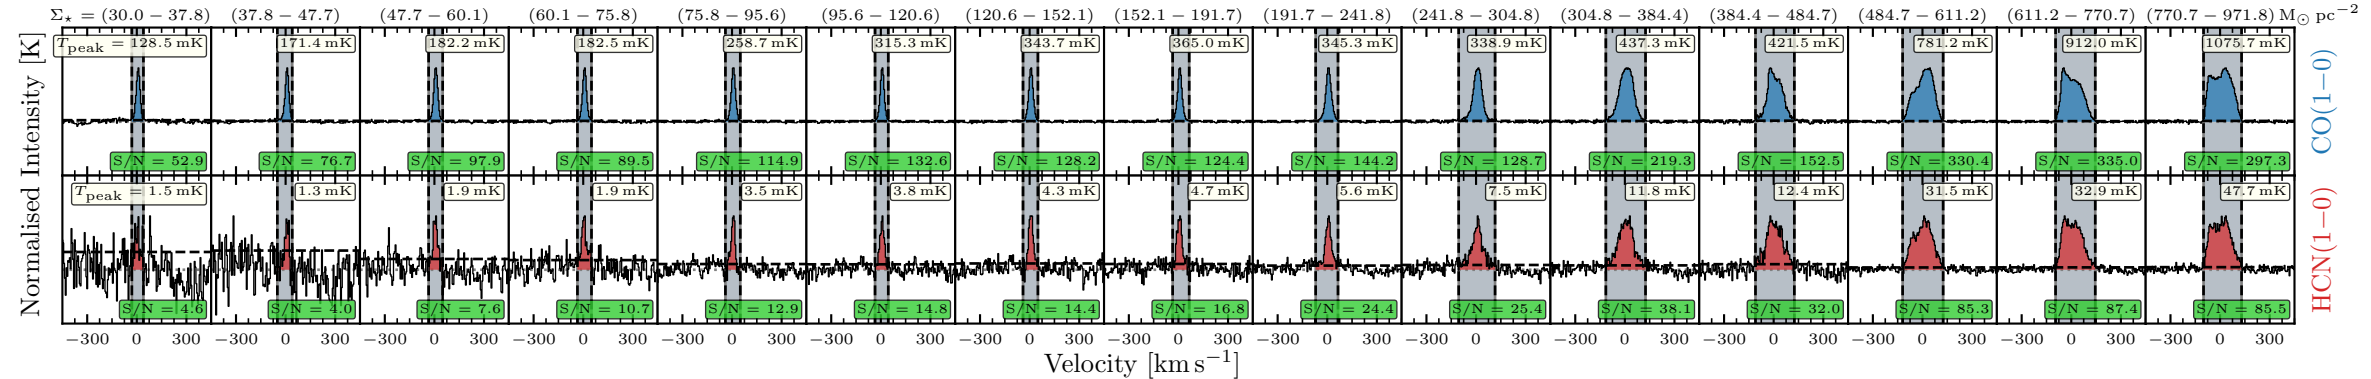 Σ⋆ = (30.0 − 37.8) (37.8 − 47.7) (47.7 − 60.1) (60.1 − 75.8) (75.8 − 95.6) (95.6 − 120.6) (120.6 − 152.1) (152.1 − 191.7) (191.7 − 241.8) (241.8 − 304.8) (304.8 − 384.4) (384.4 − 484.7) (484.7 − 611.2) (611.2 − 770.7) (770.7 − 971.8) M⊙ pc⁻²
Tpeak = 128.5 mK 171.4 mK 182.2 mK 182.5 mK 258.7 mK 315.3 mK 343.7 mK 365.0 mK 345.3 mK 338.9 mK 437.3 mK 421.5 mK 781.2 mK 912.0 mK 1075.7 mK
CO(1–0)
S/N = 52.9 S/N = 76.7 S/N = 97.9 S/N = 89.5 S/N = 114.9 S/N = 132.6 S/N = 128.2 S/N = 124.4 S/N = 144.2 S/N = 128.7 S/N = 219.3 S/N = 152.5 S/N = 330.4 S/N = 335.0 S/N = 297.3
Normalised Intensity [K]
Tpeak = 1.5 mK 1.3 mK 1.9 mK 1.9 mK 3.5 mK 3.8 mK 4.3 mK 4.7 mK 5.6 mK 7.5 mK 11.8 mK 12.4 mK 31.5 mK 32.9 mK 47.7 mK
HCN(1–0)
S/N = 4.6 S/N = 4.0 S/N = 7.6 S/N = 10.7 S/N = 12.9 S/N = 14.8 S/N = 14.4 S/N = 16.8 S/N = 24.4 S/N = 25.4 S/N = 38.1 S/N = 32.0 S/N = 85.3 S/N = 87.4 S/N = 85.5
−300 0 300 −300 0 300 −300 0 300 −300 0 300 −300 0 300 −300 0 300 −300 0 300 −300 0 300 −300 0 300 −300 0 300 −300 0 300 −300 0 300 −300 0 300 −300 0 300 −300 0 300
Velocity [km s⁻¹]